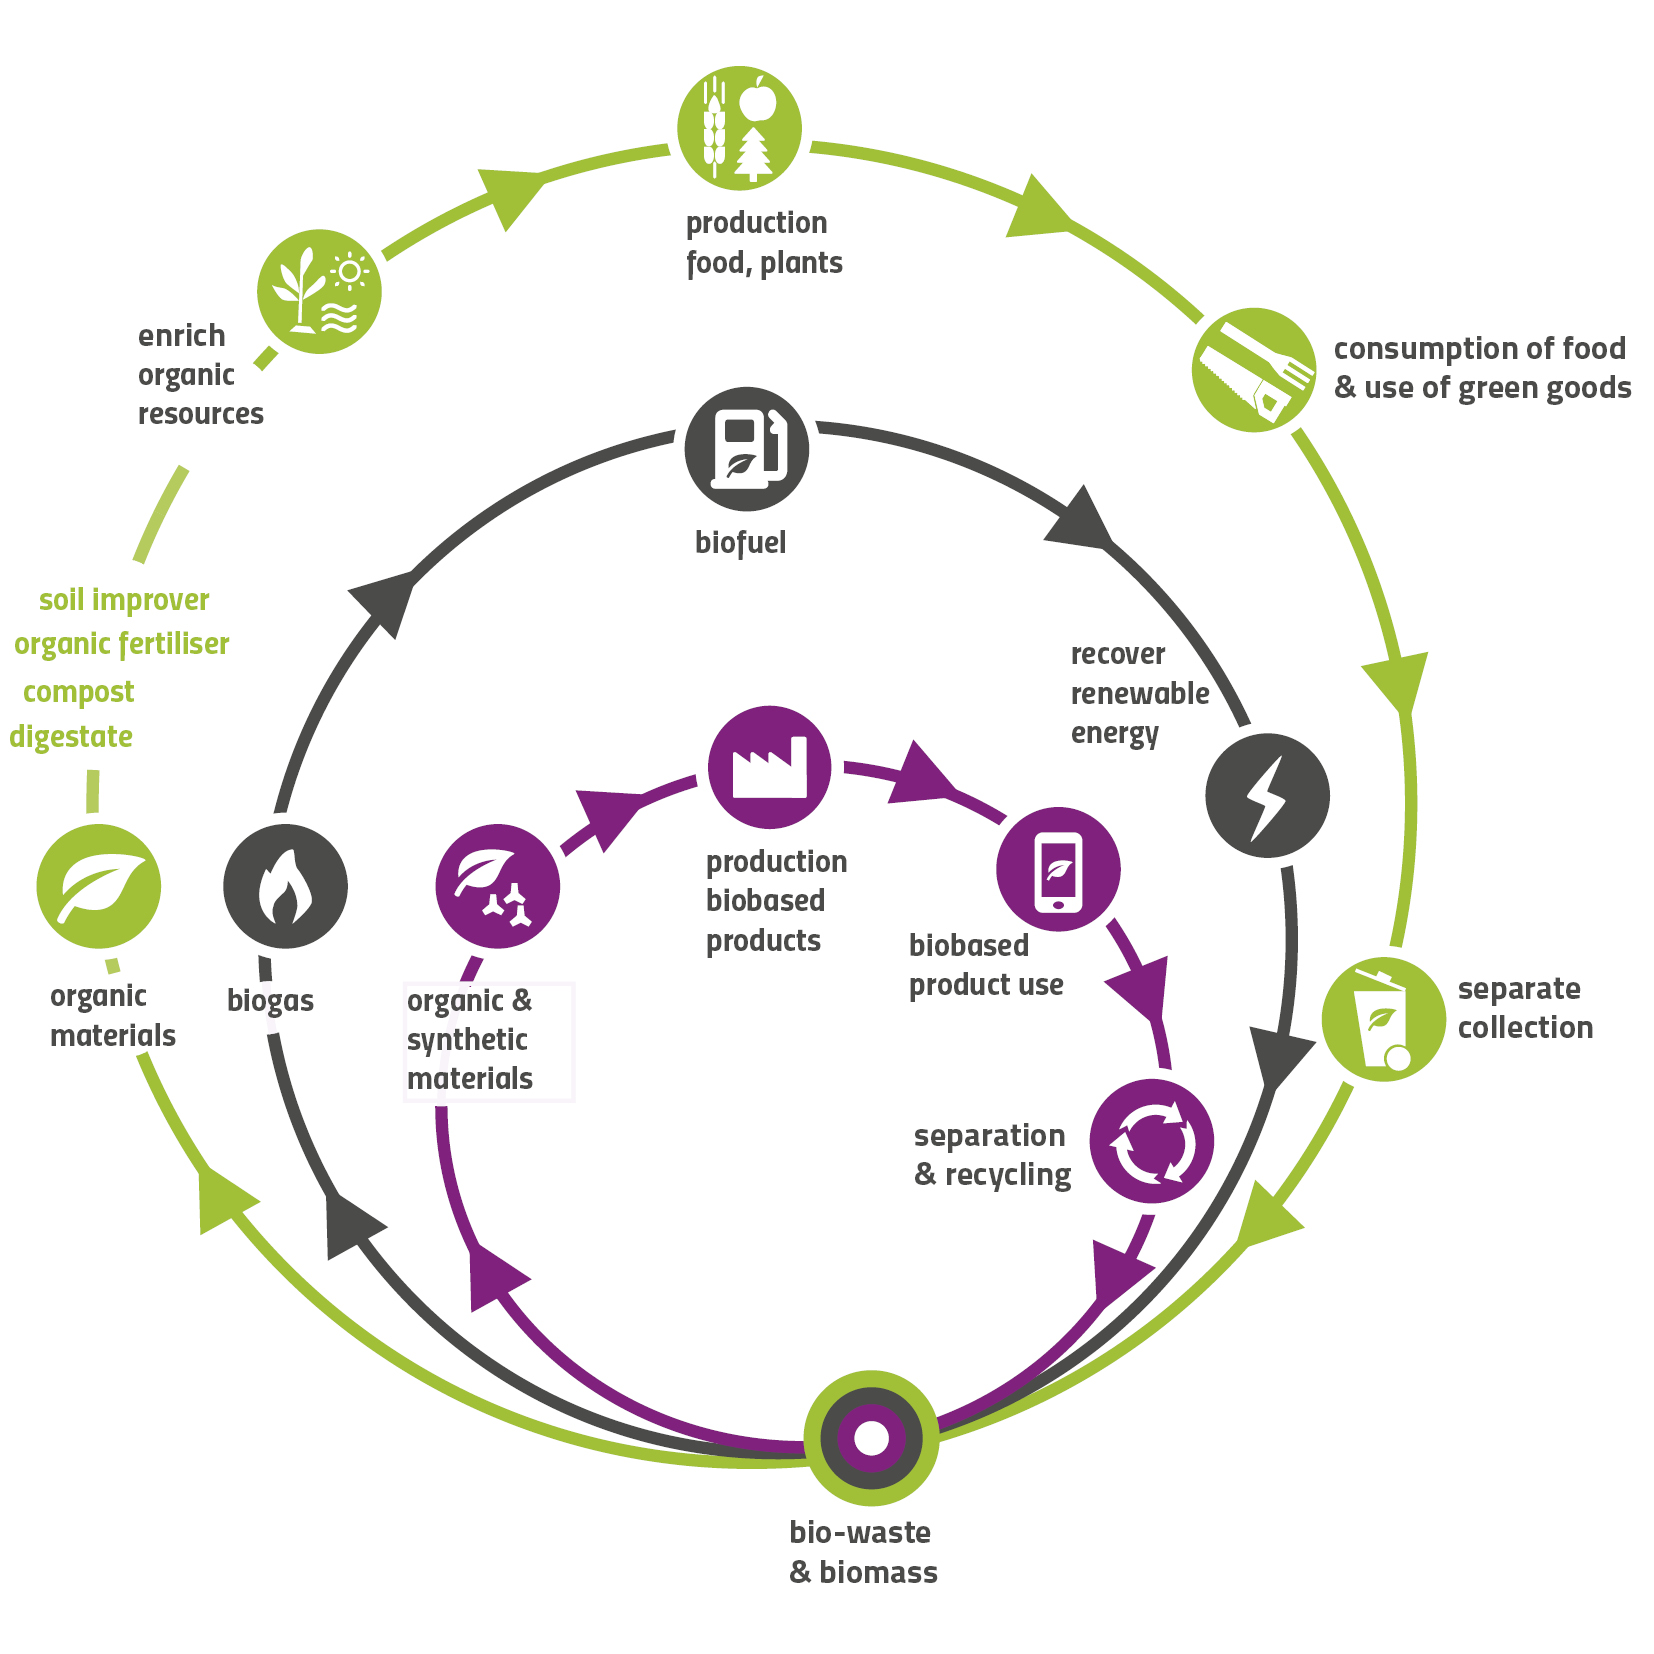 production
food, plants
enrich
organic
resources
consumption of food
& use of green goods
biofuel
soil improver
organic fertiliser
compost
digestate
recover
renewable
energy
production
biobased
products
biobased
product use
organic
materials
biogas
organic &
synthetic
materials
separate
collection
separation
& recycling
bio-waste
& biomass